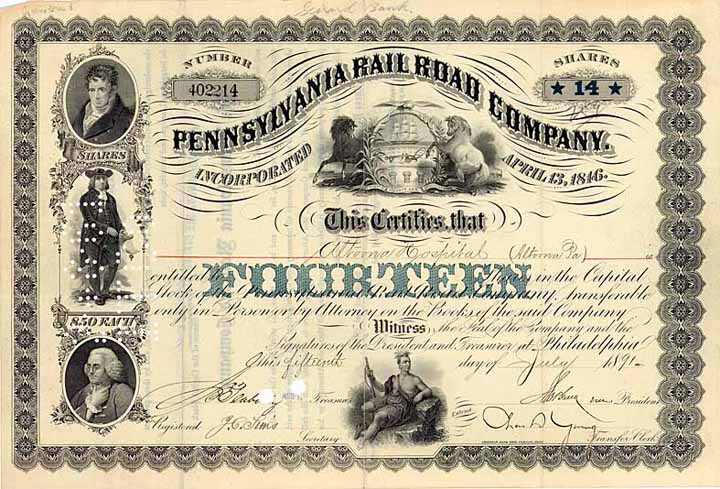 Girard Bank.
NUMBER
402214
SHARES
★ 14 ★
PENNSYLVANIA RAIL ROAD COMPANY.
INCORPORATED APRIL 13, 1846.
SHARES
$50 EACH
This Certifies, that
Altoona Hospital (Altoona Pa) is
entitled to FOURTEEN Shares in the Capital
Stock of the Pennsylvania Rail Road Company, transferable
only in Person or by Attorney on the Books of the said Company
Witness the Seal of the Company and the
Signatures of the President and Treasurer at Philadelphia
this fifteenth day of July 1891
Treasurer President
Registered
Secretary
Transfer Clerk